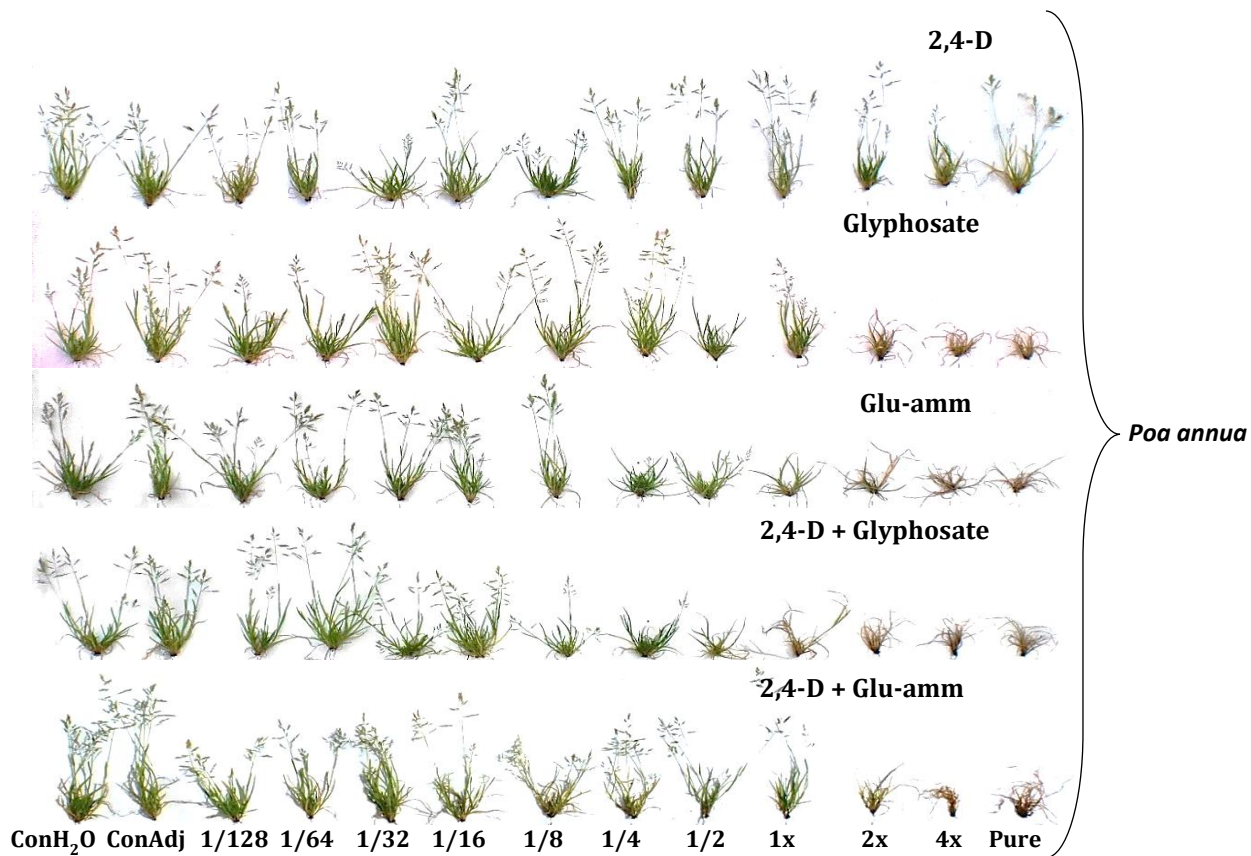 2,4-D
Glyphosate
Glu-amm
Poa annua
2,4-D + Glyphosate
2,4-D + Glu-amm
ConH₂O ConAdj 1/128 1/64 1/32 1/16 1/8 1/4 1/2 1x 2x 4x Pure